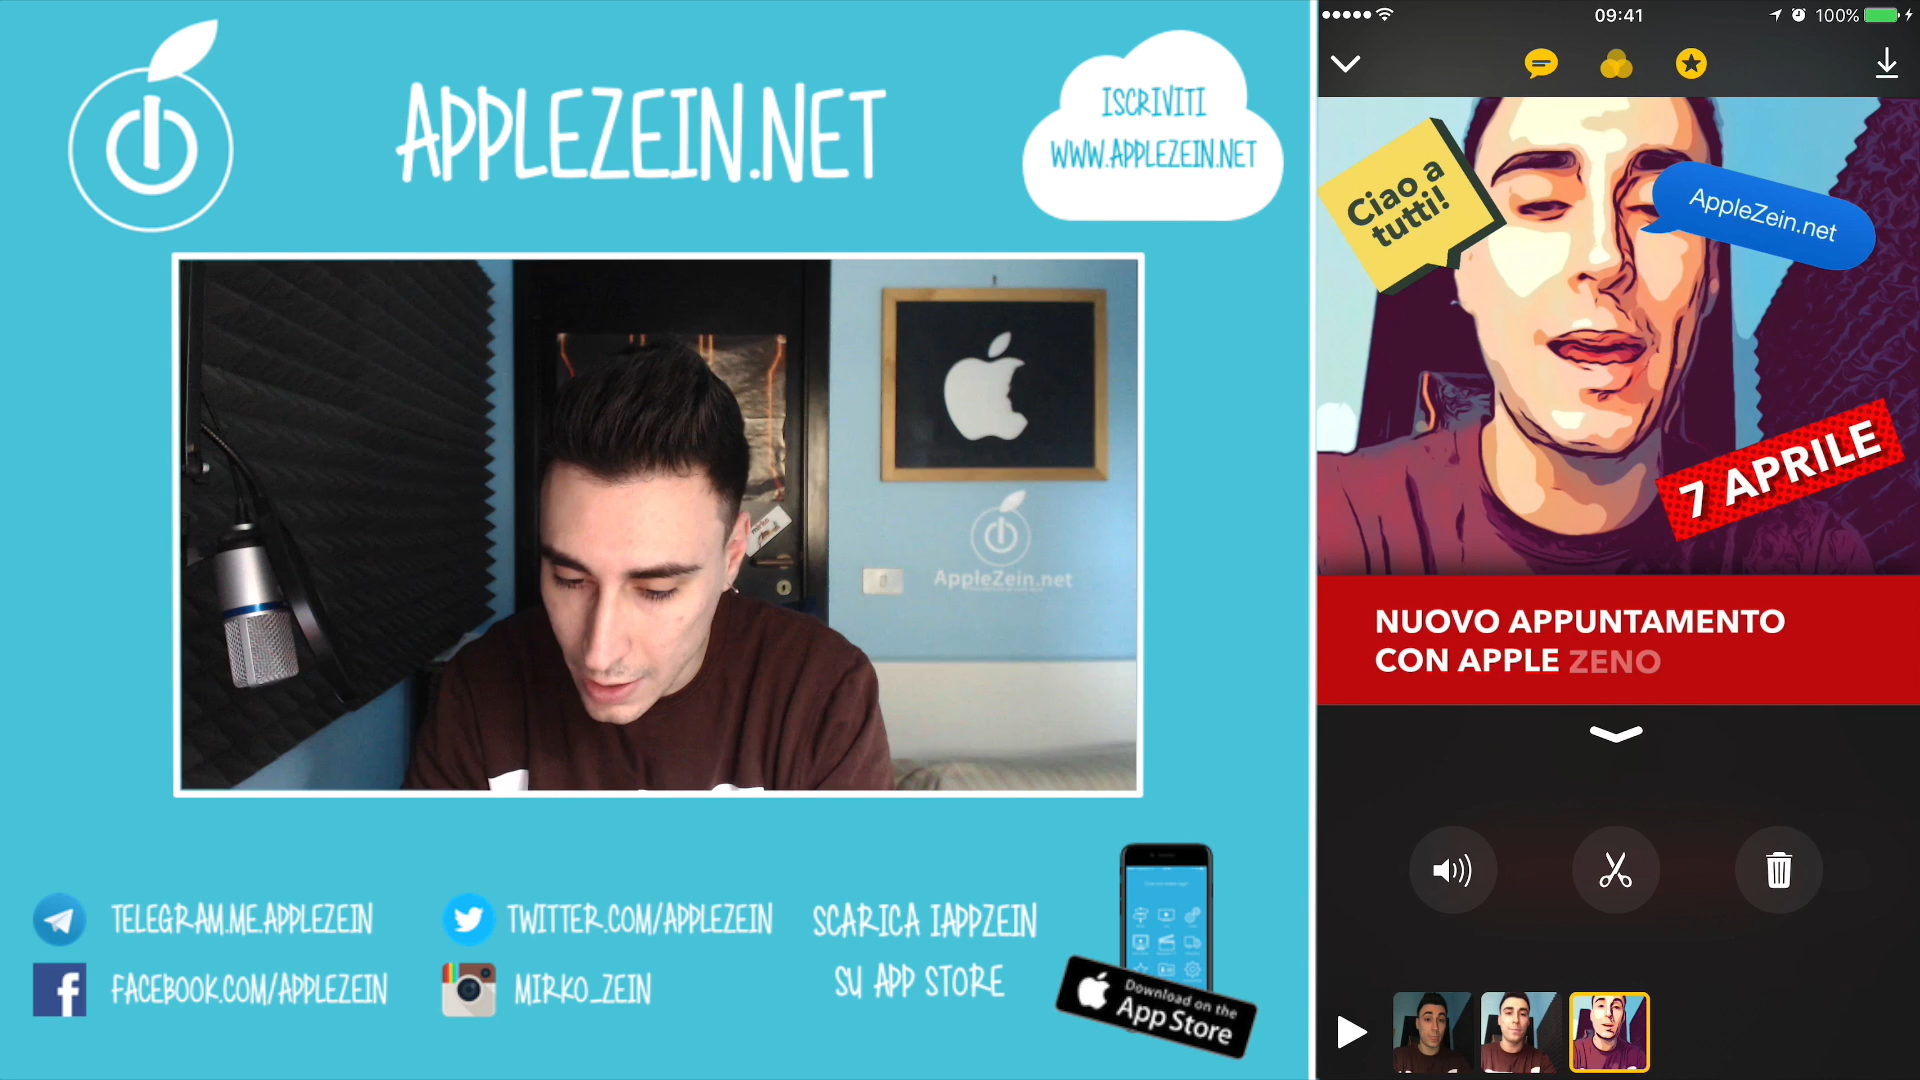 APPLEZEIN.NET
ISCRIVITI
WWW.APPLEZEIN.NET
mirko
AppleZein.net
TELEGRAM.ME.APPLEZEIN
TWITTER.COM/APPLEZEIN
FACEBOOK.COM/APPLEZEIN
MIRKO_ZEIN
SCARICA IAPPZEIN
SU APP STORE
Download on the
App Store
09:41
100%
Ciao a
tutti!
AppleZein.net
7 APRILE
NUOVO APPUNTAMENTO
CON APPLE ZENO